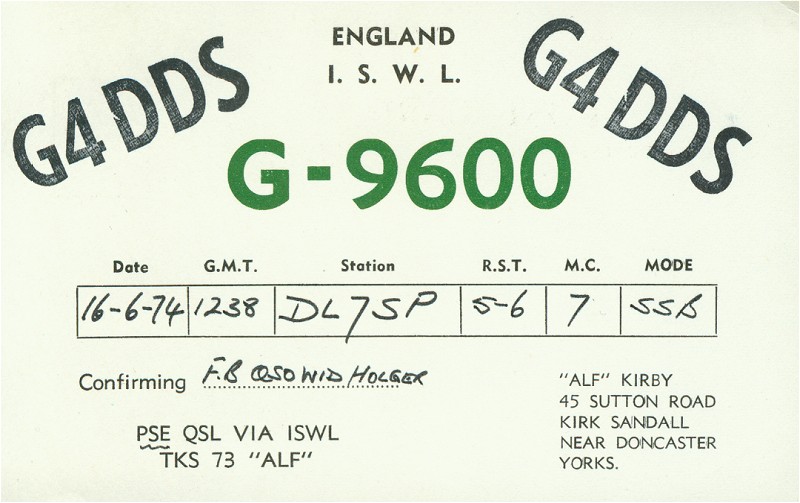 ENGLAND
I. S. W. L.
G4DDS
G4DDS
G-9600
Date G.M.T. Station R.S.T. M.C. MODE
16-6-74 1238 DL7SP 5-6 7 SSB
Confirming F.B QSO WID HOLGER
PSE QSL VIA ISWL
TKS 73 "ALF"
"ALF" KIRBY
45 SUTTON ROAD
KIRK SANDALL
NEAR DONCASTER
YORKS.